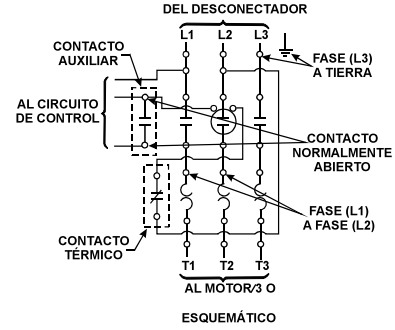 DEL DESCONECTADOR
L1 L2 L3
CONTACTO
AUXILIAR
FASE (L3)
A TIERRA
AL CIRCUITO
DE CONTROL
CONTACTO
NORMALMENTE
ABIERTO
FASE (L1)
A FASE (L2)
CONTACTO
TÉRMICO
T1 T2 T3
AL MOTOR/3 O
ESQUEMÁTICO